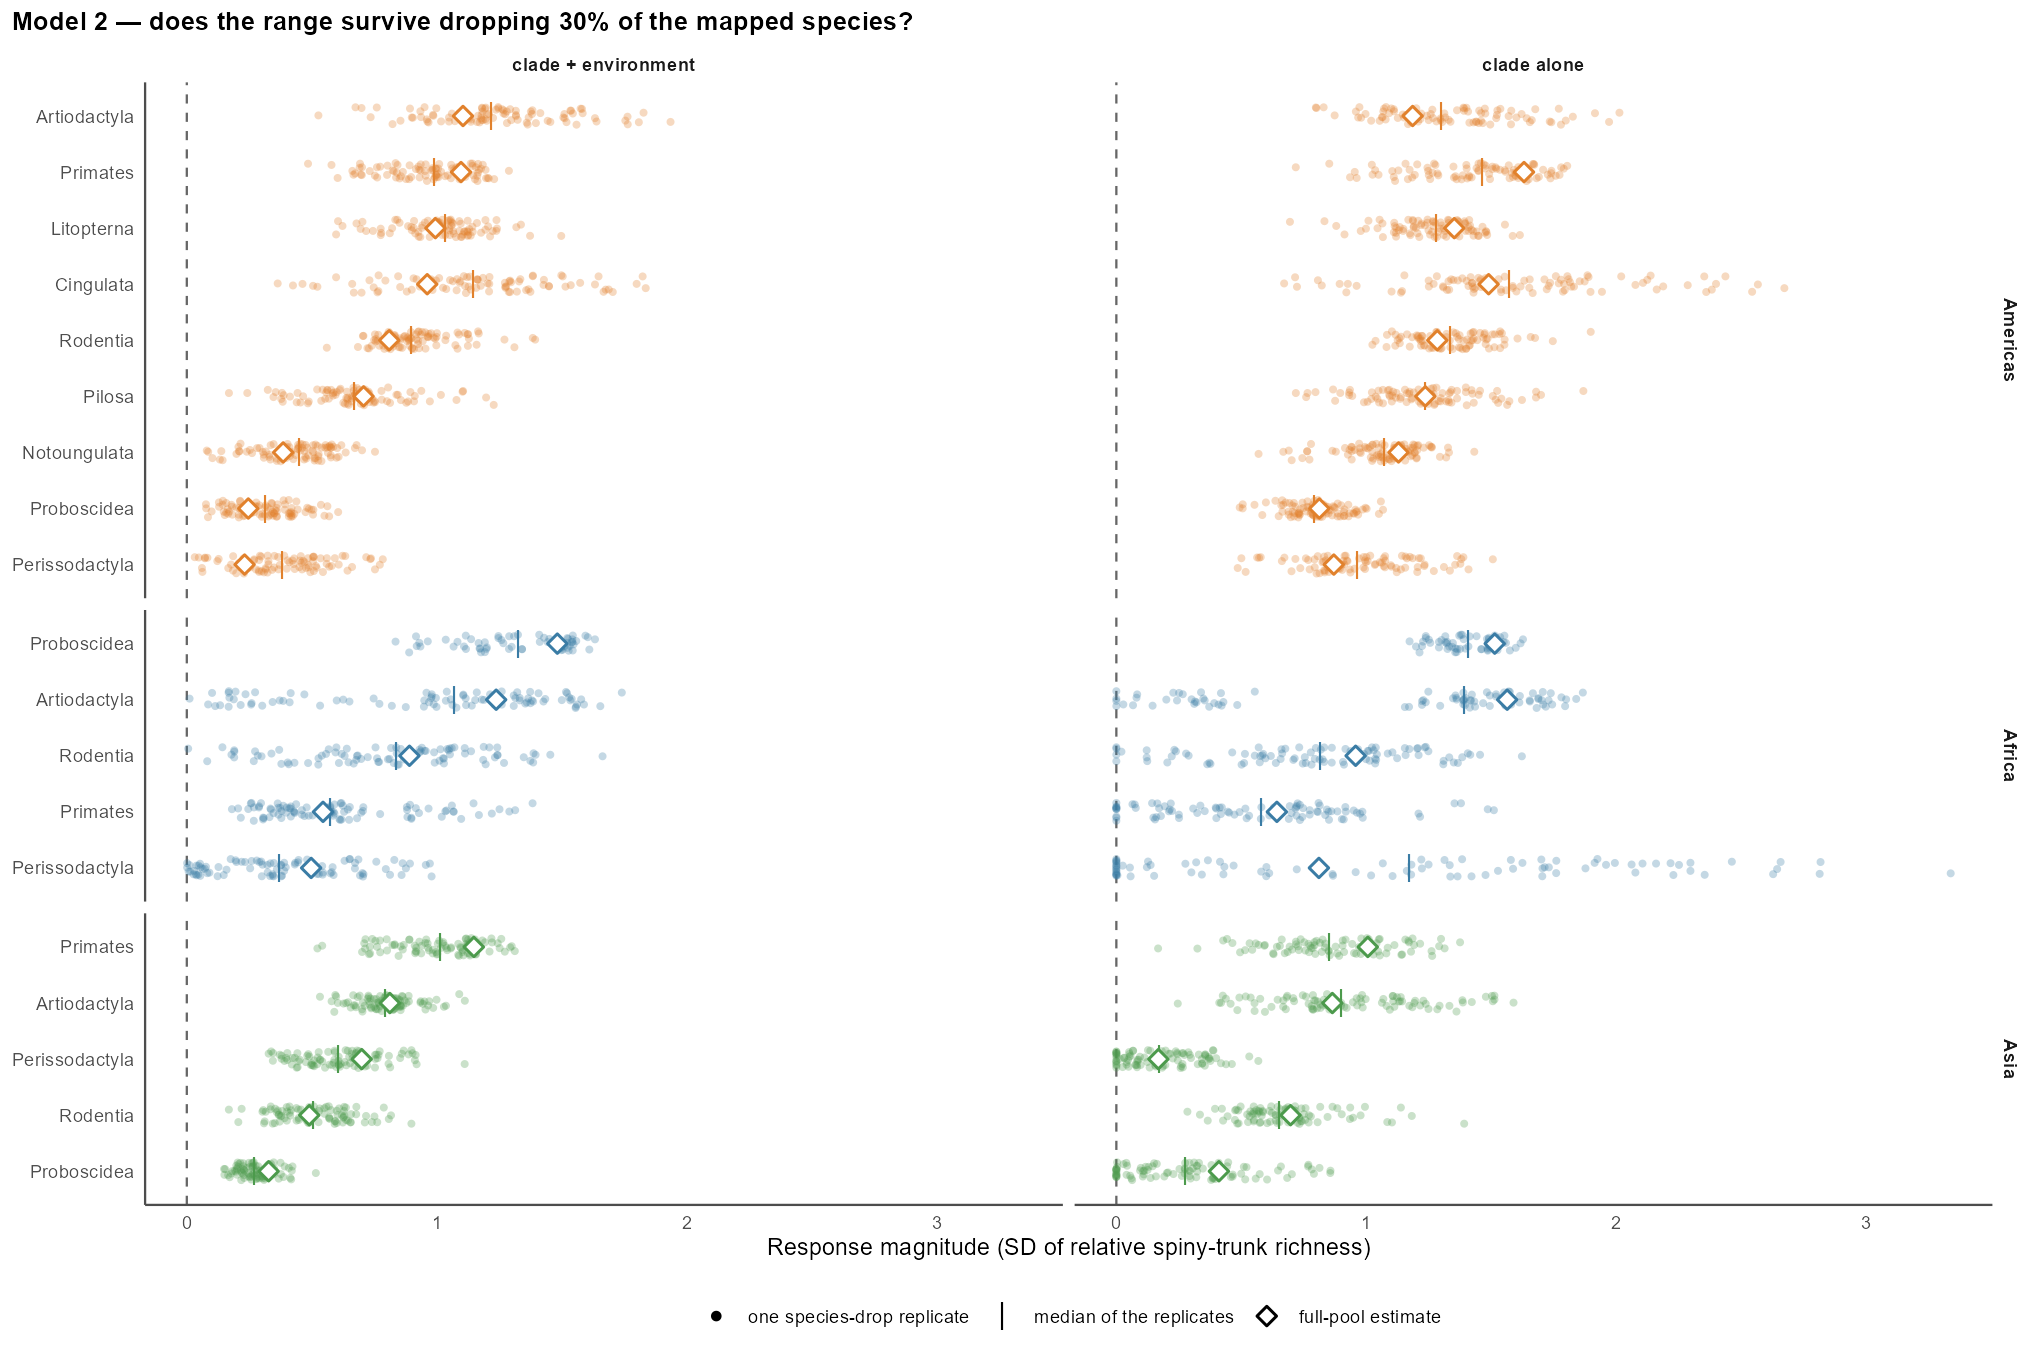 Model 2 — does the range survive dropping 30% of the mapped species?
clade + environment
clade alone
Artiodactyla
Primates
Litopterna
Cingulata
Rodentia
Pilosa
Notoungulata
Proboscidea
Perissodactyla
Americas
Proboscidea
Artiodactyla
Rodentia
Primates
Perissodactyla
Africa
Primates
Artiodactyla
Perissodactyla
Rodentia
Proboscidea
Asia
0 1 2 3
0 1 2 3
Response magnitude (SD of relative spiny-trunk richness)
one species-drop replicate
median of the replicates
full-pool estimate